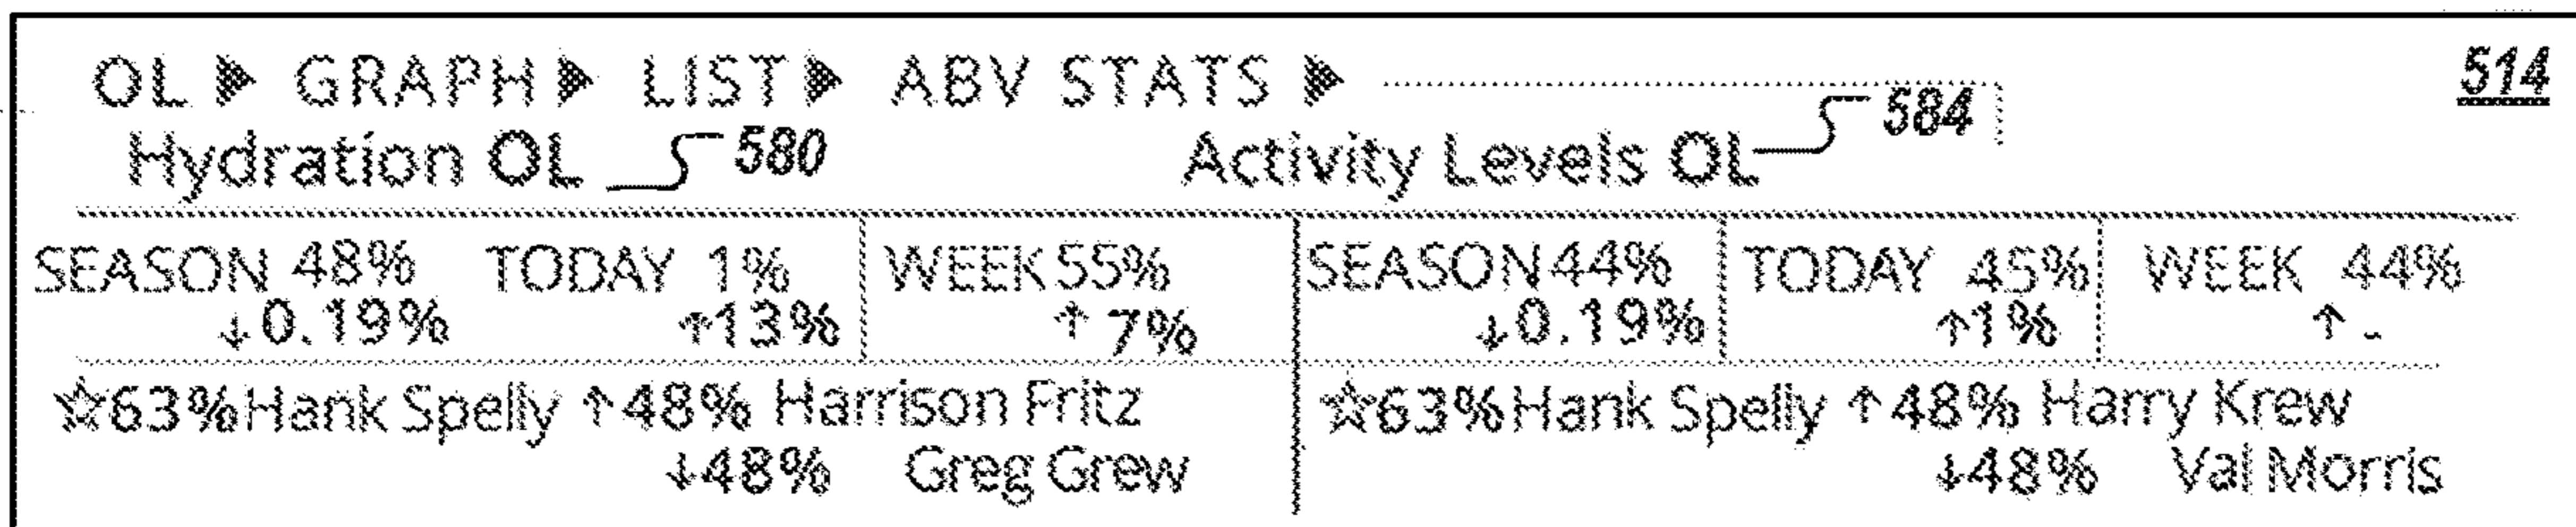 OL ▶ GRAPH ▶ LIST ▶ ABV STATS ▶ 514
Hydration OL 580 Activity Levels OL 584
SEASON 48% TODAY 1% WEEK 55% SEASON 44% TODAY 45% WEEK 44%
↓0.19% ↑13% ↑7% ↓0.19% ↑1% ↑-
☆63% Hank Spelly ↑48% Harrison Fritz ☆63% Hank Spelly ↑48% Harry Krew
↓48% Greg Grew ↓48% Val Morris